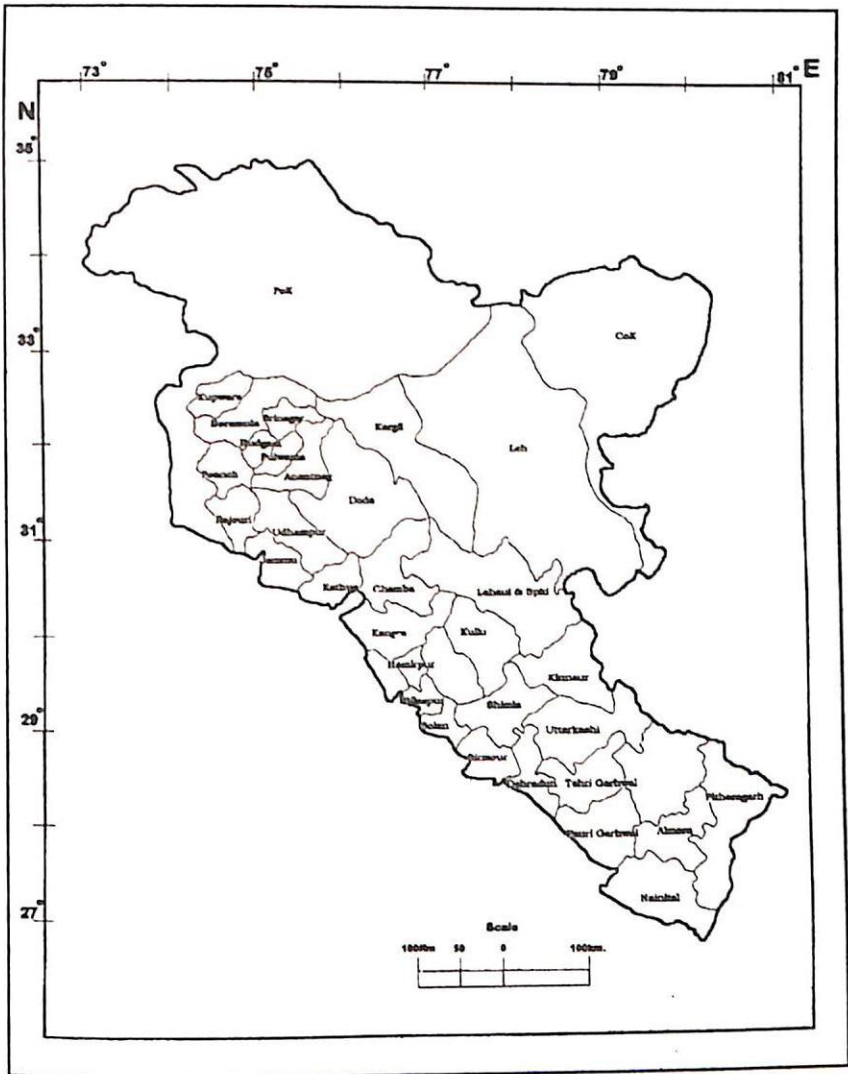 73° 75° 77° 79° 81° E
N
35°
PoK
CoK
33°
Kupwara
Baramula Srinagar
Kargil
Leh
Budgam
Pulwama
Poonch
Anantnag
Doda
31°
Rajouri
Udhampur
Jammu
Kathua
Chamba
Lahaul & Spiti
Kangra
Kullu
Hamirpur
Kinnaur
Bilaspur
Shimla
29°
Solan
Uttarkashi
Sirmour
Dehradun
Tehri Garhwal
Pithoragarh
Pauri Garhwal
Almora
Nainital
27°
Scale
100Km 50 0 100km.